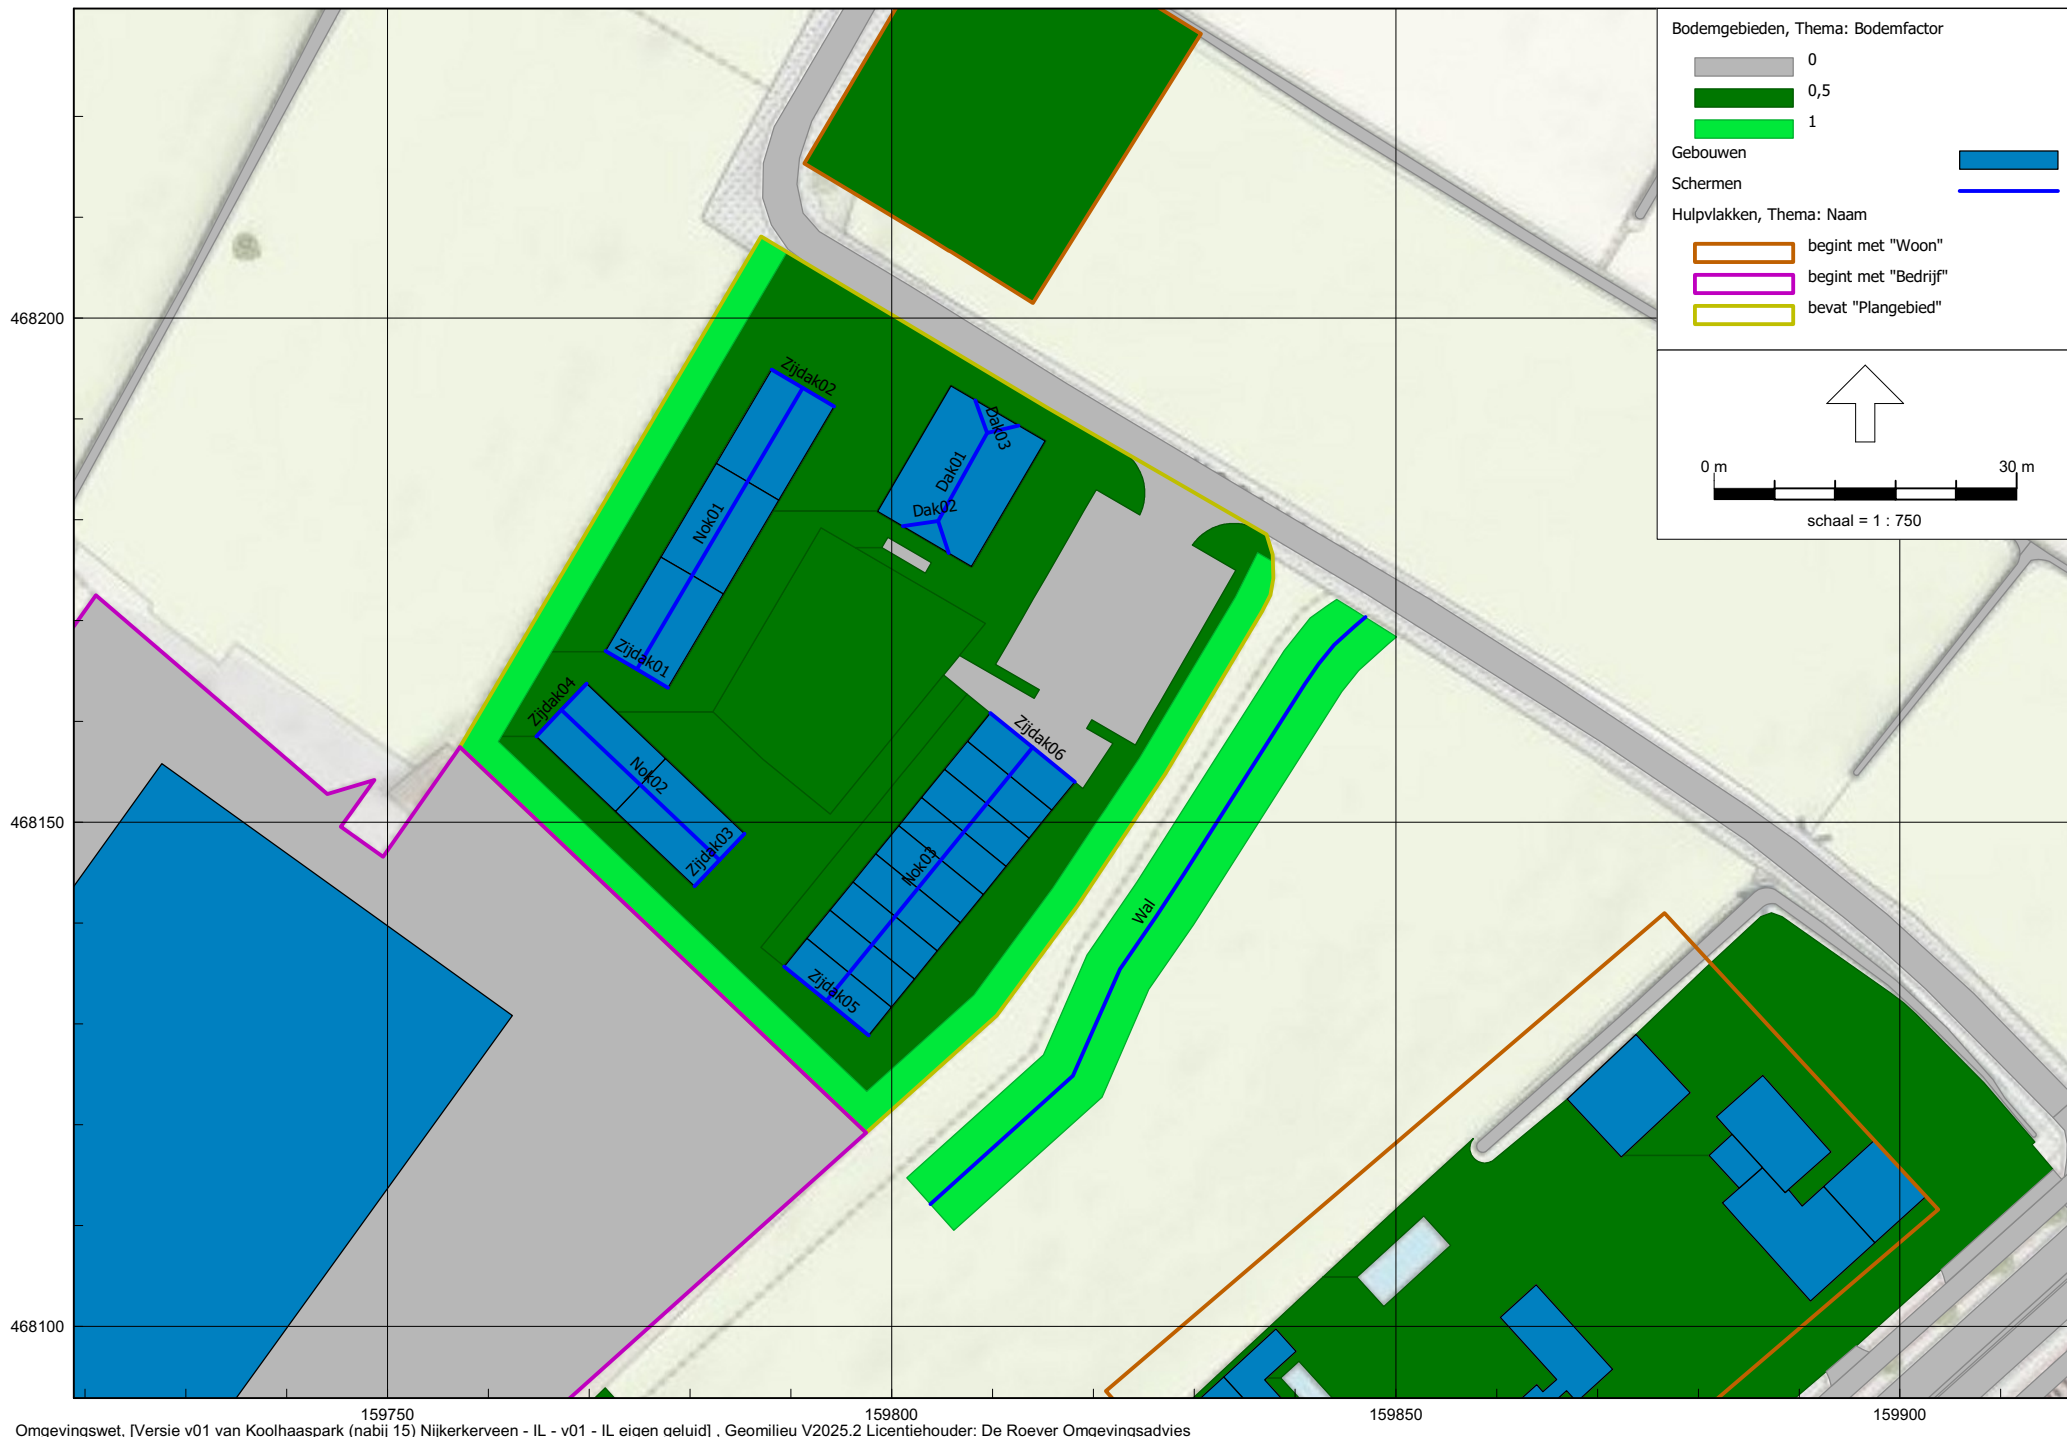 Bodemgebieden, Thema: Bodemfactor
0
0,5
1
Gebouwen
Schermen
Hulpvlakken, Thema: Naam
begint met "Woon"
begint met "Bedrijf"
bevat "Plangebied"
0 m 30 m
schaal = 1 : 750
468200
468150
468100
Zijdak02
Dak03
Dak01
Dak02
Nok01
Zijdak01
Zijdak04
Nok02
Zijdak03
Zijdak06
Nok03
Zijdak05
Wal
159750 159800 159850 159900
Omgevingswet, [Versie v01 van Koolhaaspark (nabij 15) Nijkerkerveen - IL - v01 - IL eigen geluid] , Geomilieu V2025.2 Licentiehouder: De Roever Omgevingsadvies